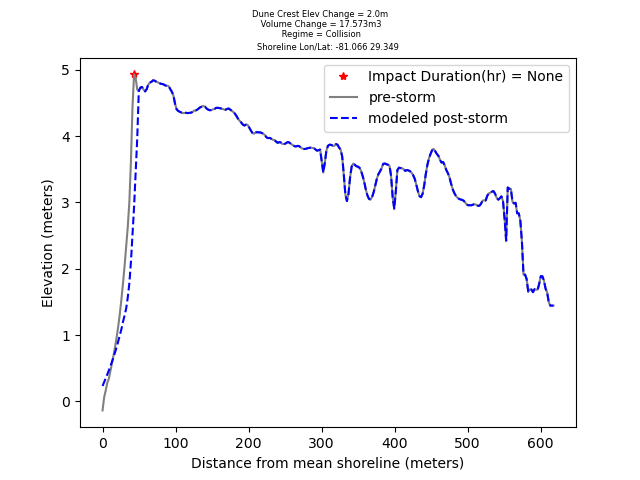 Dune Crest Elev Change = 2.0m
Volume Change = 17.573m3
Regime = Collision
Shoreline Lon/Lat: -81.066 29.349
Impact Duration(hr) = None
pre-storm
modeled post-storm
Elevation (meters)
5
4
3
2
1
0
0 100 200 300 400 500 600
Distance from mean shoreline (meters)